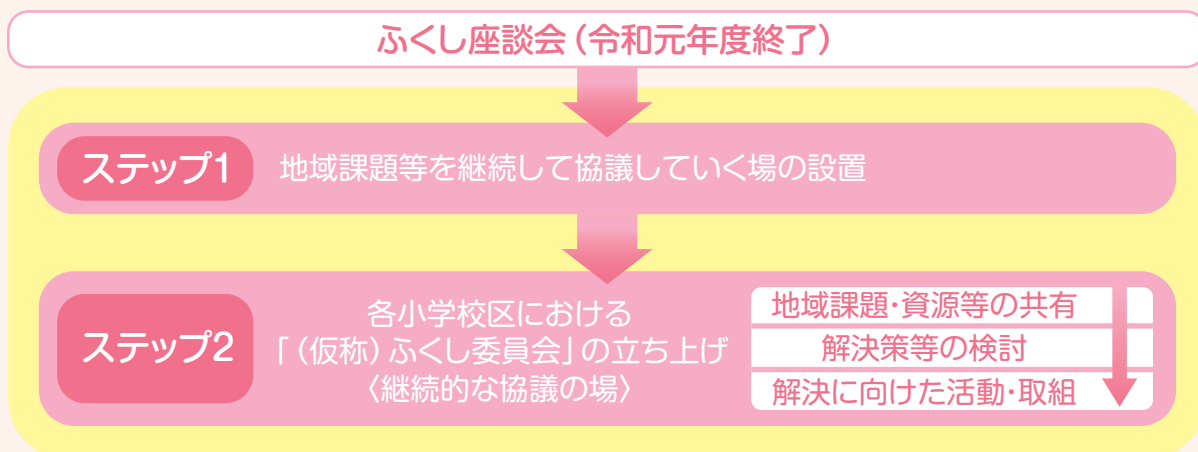 ふくし座談会（令和元年度終了）
ステップ1
地域課題等を継続して協議していく場の設置
ステップ2
各小学校区における
「（仮称）ふくし委員会」の立ち上げ
〈継続的な協議の場〉
地域課題・資源等の共有
解決策等の検討
解決に向けた活動・取組